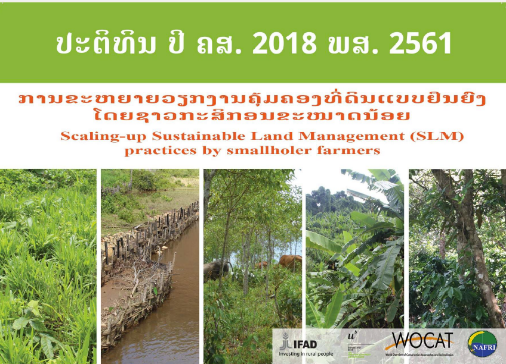 ປະຕິທິນ ປີ ຄສ. 2018 ພສ. 2561
ການຂະຫຍາຍວຽກງານຄຸ້ມຄອງທີ່ດິນແບບຍືນຍົງ
ໂດຍຊາວກະສິກອນຂະໜາດນ້ອຍ
Scaling-up Sustainable Land Management (SLM)
practices by smallholer farmers
IFAD
Investing in rural people
WOCAT
NAFRI